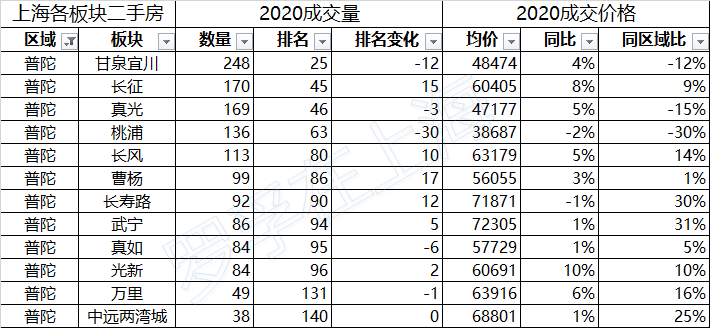 上海各板块二手房 2020成交量 2020成交价格
区域 板块 数量 排名 排名变化 均价 同比 同区域比
普陀 甘泉宜川 248 25 -12 48474 4% -12%
普陀 长征 170 45 15 60405 8% 9%
普陀 真光 169 46 -3 47177 5% -15%
普陀 桃浦 136 63 -30 38687 -2% -30%
普陀 长风 113 80 10 63179 5% 14%
普陀 曹杨 99 86 17 56055 3% 1%
普陀 长寿路 92 90 12 71871 -1% 30%
普陀 武宁 86 94 5 72305 1% 31%
普陀 真如 84 95 -6 57729 1% 5%
普陀 光新 84 96 2 60691 10% 10%
普陀 万里 49 131 -1 63916 6% 16%
普陀 中远两湾城 38 140 0 68801 1% 25%
罗孚在上海